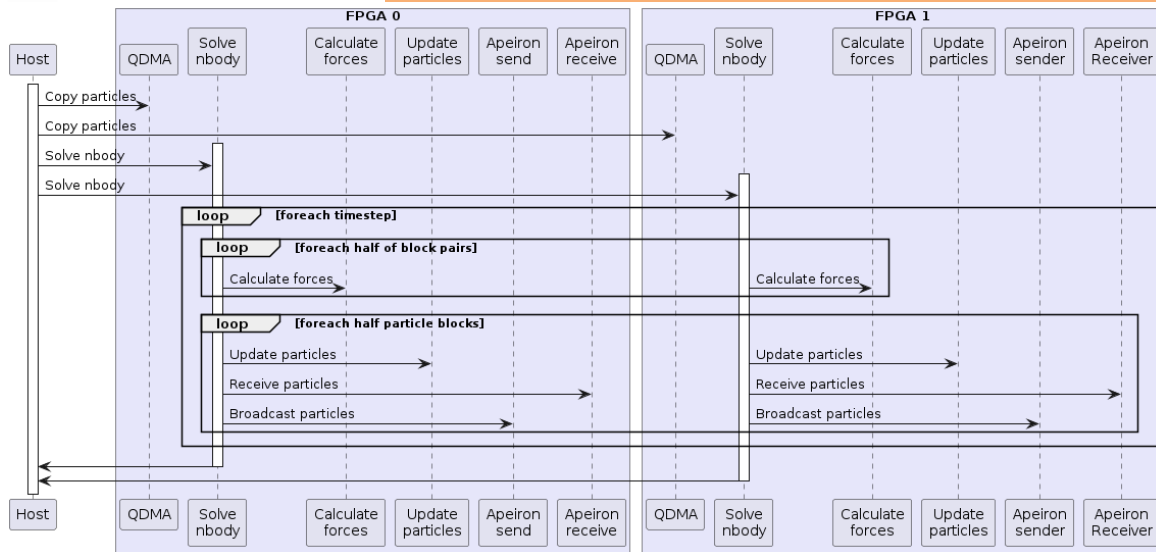 FPGA 0
FPGA 1
Host
QDMA
Solve
nbody
Calculate
forces
Update
particles
Apeiron
send
Apeiron
receive
QDMA
Solve
nbody
Calculate
forces
Update
particles
Apeiron
sender
Apeiron
Receiver
Copy particles
Copy particles
Solve nbody
Solve nbody
loop [foreach timestep]
loop [foreach half of block pairs]
Calculate forces
Calculate forces
loop [foreach half particle blocks]
Update particles
Update particles
Receive particles
Receive particles
Broadcast particles
Broadcast particles
Host
QDMA
Solve
nbody
Calculate
forces
Update
particles
Apeiron
send
Apeiron
receive
QDMA
Solve
nbody
Calculate
forces
Update
particles
Apeiron
sender
Apeiron
Receiver